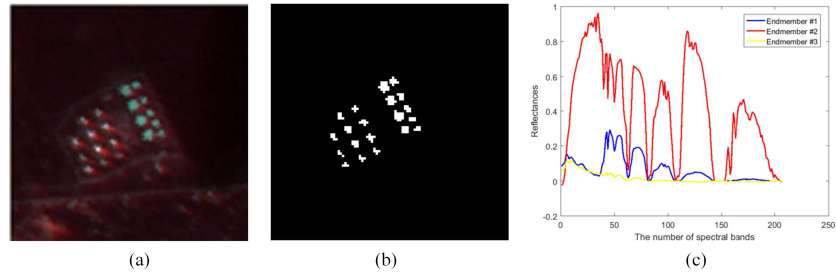 Endmember #1
Endmember #2
Endmember #3
1
0.8
0.6
0.4
0.2
0
-0.2
Reflectances
0 50 100 150 200 250
The number of spectral bands
(a) (b) (c)